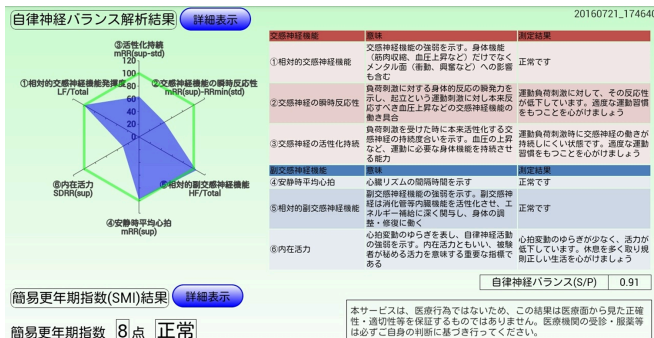 自律神経バランス解析結果
詳細表示
20160721_17464
③活性化持続
mRR(sup-std)
120
100
80
60
40
20
0
①相対的交感神経機能発揮度
LF/Total
②交感神経機能の瞬時反応性
mRR(sup)-RRmin(std)
⑥内在活力
SDRR(sup)
⑤相対的副交感神経機能
HF/Total
④安静時平均心拍
mRR(sup)
交感神経機能 意味 測定結果
①相対的交感神経機能
交感神経機能の強弱を示す。身体機能
（筋肉収縮、血圧上昇など）だけでなく
メンタル面（衝動、興奮など）への影響
も含む
正常です
②交感神経の瞬時反応性
負荷刺激に対する身体の反応の瞬発力を
示し、起立という運動刺激に対し本来反
応すべき血圧上昇などの交感神経機能の
働き具合
運動負荷刺激に対して、その反応性
が低下しています。適度な運動習慣
をもつことを心がけましょう
③交感神経の活性化持続
負荷刺激を受けた時に本来活性化する交
感神経の持続度合いを示す。血圧の上昇
など、運動に必要な身体機能を持続させ
る能力
運動負荷刺激時に交感神経の働きが
持続しにくい状態です。適度な運動
習慣をもつことを心がけましょう
副交感神経機能 意味 測定結果
④安静時平均心拍 心臓リズムの間隔時間を示す 正常です
⑤相対的副交感神経機能
副交感神経機能の強弱を示す。副交感神
経は消化管等内臓機能を活性化させ、エ
ネルギー補給に深く関与し、身体の調
整・修復に働く
正常です
⑥内在活力
心拍変動のゆらぎを表し、自律神経活動
の強弱を示す。内在活力ともいい、被験
者が秘める活力を意味する重要な指標で
ある
心拍変動のゆらぎが少なく、活力が
低下しています。休息を多く取り規
則正しい生活を心がけましょう
自律神経バランス(S/P) 0.91
簡易更年期指数(SMI)結果
詳細表示
簡易更年期指数 8点 正常
本サービスは、医療行為ではないため、この結果は医療面から見た正確
性・適切性等を保証するものではありません。医療機関の受診・服薬等
は必ずご自身の判断に基づき行ってください。